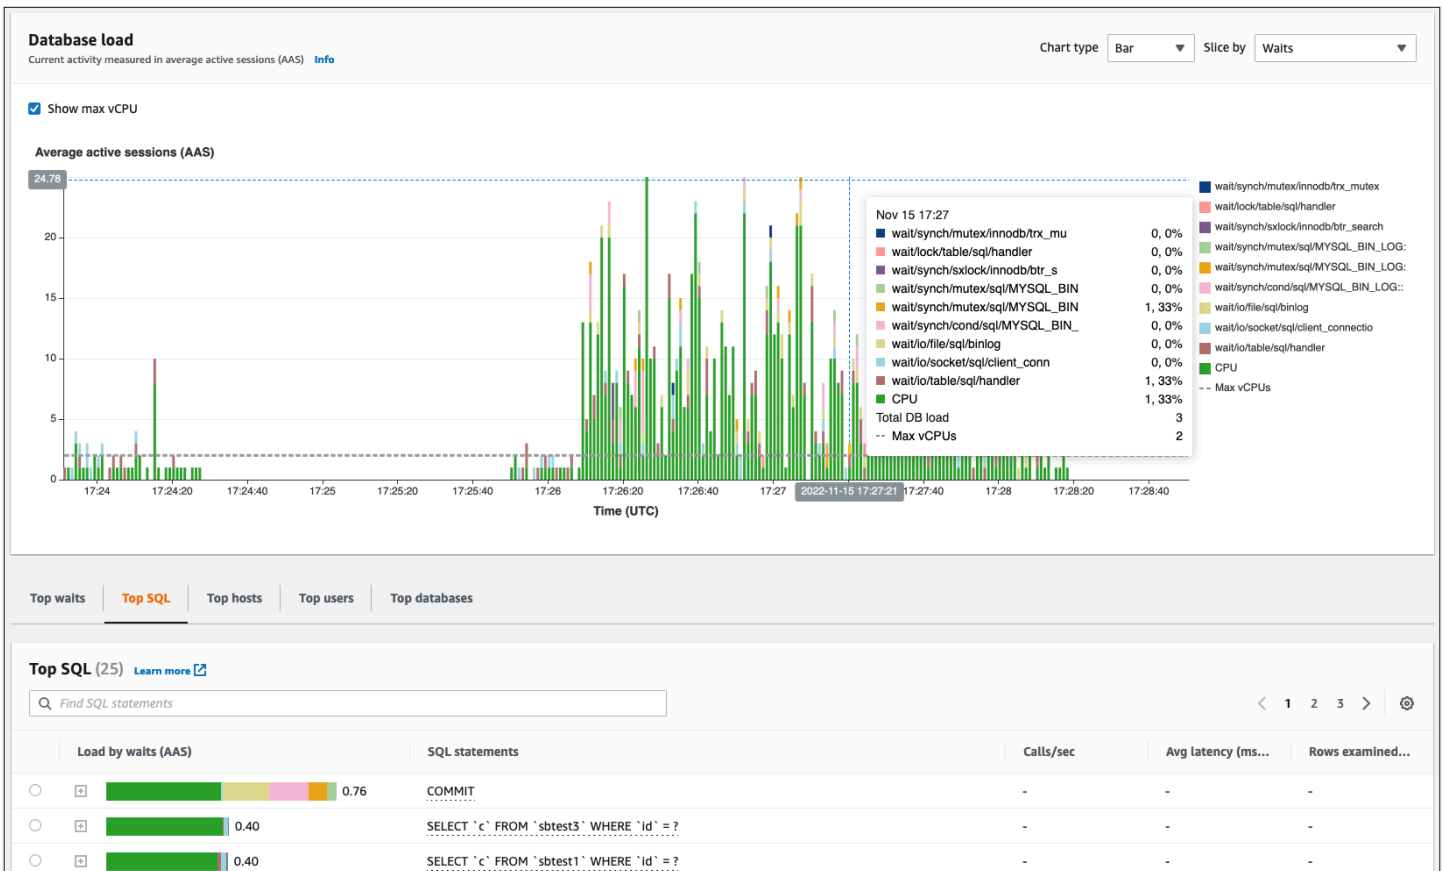 Database load
Current activity measured in average active sessions (AAS) Info
Chart type Bar Slice by Waits
Show max vCPU
Average active sessions (AAS)
24.78
20
15
10
5
0
17:24 17:24:20 17:24:40 17:25 17:25:20 17:25:40 17:26 17:26:20 17:26:40 17:27 2022-11-15 17:27:21 17:27:40 17:28 17:28:20 17:28:40
Time (UTC)
Nov 15 17:27
wait/synch/mutex/innodb/trx_mu 0, 0%
wait/lock/table/sql/handler 0, 0%
wait/synch/sxlock/innodb/btr_s 0, 0%
wait/synch/mutex/sql/MYSQL_BIN 0, 0%
wait/synch/mutex/sql/MYSQL_BIN 1, 33%
wait/synch/cond/sql/MYSQL_BIN_ 0, 0%
wait/io/file/sql/binlog 0, 0%
wait/io/socket/sql/client_conn 0, 0%
wait/io/table/sql/handler 1, 33%
CPU 1, 33%
Total DB load 3
-- Max vCPUs 2
wait/synch/mutex/innodb/trx_mutex
wait/lock/table/sql/handler
wait/synch/sxlock/innodb/btr_search
wait/synch/mutex/sql/MYSQL_BIN_LOG:
wait/synch/mutex/sql/MYSQL_BIN_LOG:
wait/synch/cond/sql/MYSQL_BIN_LOG::
wait/io/file/sql/binlog
wait/io/socket/sql/client_connectio
wait/io/table/sql/handler
CPU
-- Max vCPUs
Top waits Top SQL Top hosts Top users Top databases
Top SQL (25) Learn more
Find SQL statements
1 2 3
Load by waits (AAS) SQL statements Calls/sec Avg latency (ms... Rows examined...
0.76 COMMIT - - -
0.40 SELECT `c` FROM `sbtest3` WHERE `id` = ? - - -
0.40 SELECT `c` FROM `sbtest1` WHERE `id` = ? - - -